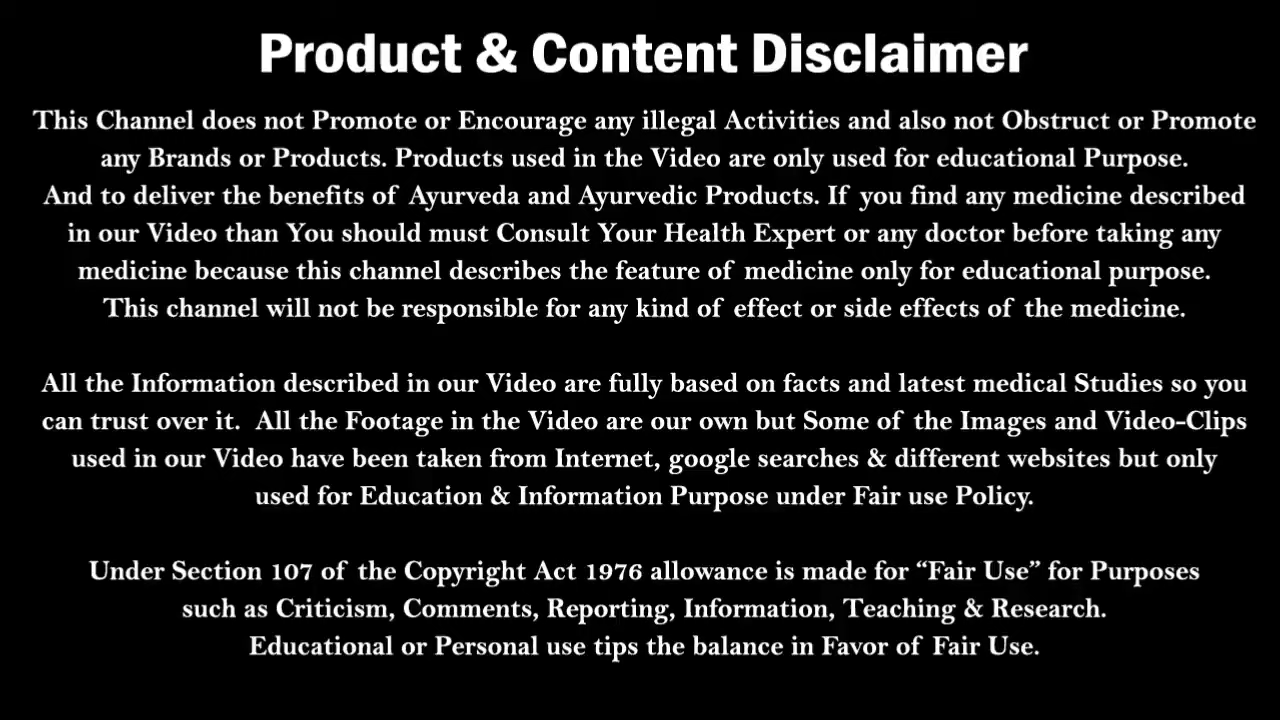 Product & Content Disclaimer
This Channel does not Promote or Encourage any illegal Activities and also not Obstruct or Promote
any Brands or Products. Products used in the Video are only used for educational Purpose.
And to deliver the benefits of Ayurveda and Ayurvedic Products. If you find any medicine described
in our Video than You should must Consult Your Health Expert or any doctor before taking any
medicine because this channel describes the feature of medicine only for educational purpose.
This channel will not be responsible for any kind of effect or side effects of the medicine.
All the Information described in our Video are fully based on facts and latest medical Studies so you
can trust over it. All the Footage in the Video are our own but Some of the Images and Video-Clips
used in our Video have been taken from Internet, google searches & different websites but only
used for Education & Information Purpose under Fair use Policy.
Under Section 107 of the Copyright Act 1976 allowance is made for “Fair Use” for Purposes
such as Criticism, Comments, Reporting, Information, Teaching & Research.
Educational or Personal use tips the balance in Favor of Fair Use.